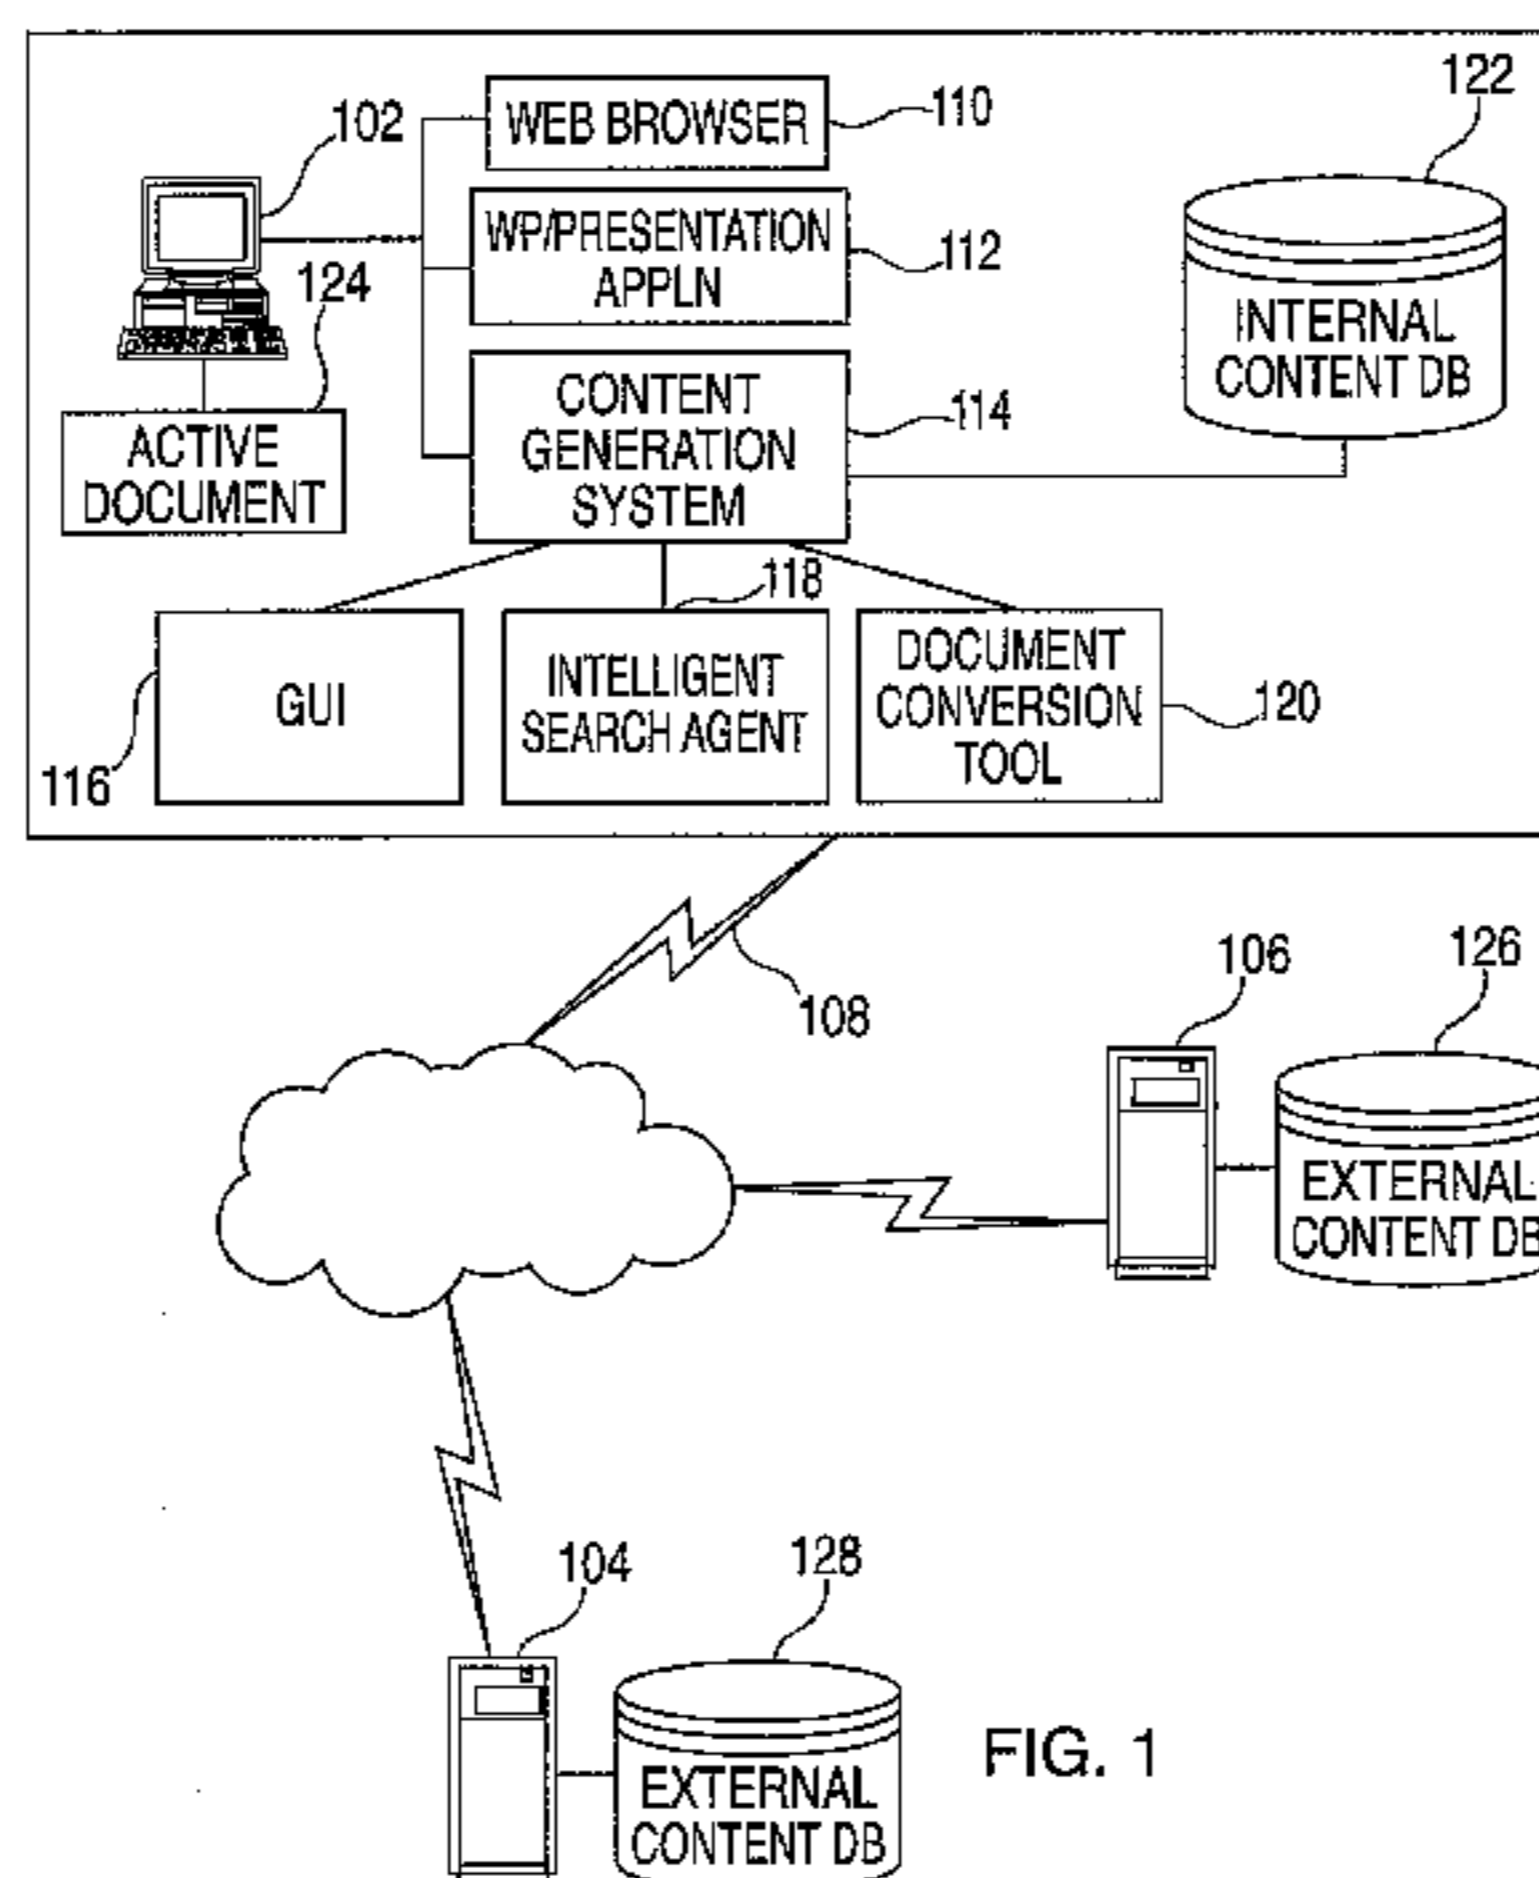 122
102
WEB BROWSER
110
WP/PRESENTATION
APPLN
112
124
INTERNAL
CONTENT DB
ACTIVE
DOCUMENT
CONTENT
GENERATION
SYSTEM
114
118
GUI
116
INTELLIGENT
SEARCH AGENT
DOCUMENT
CONVERSION
TOOL
120
108
106
126
EXTERNAL
CONTENT DB
104
128
EXTERNAL
CONTENT DB
FIG. 1